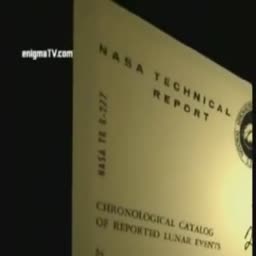 enigmaTV.com
NASA TECHNICAL
REPORT
NASA TR R-277
CHRONOLOGICAL CATALOG
OF REPORTED LUNAR EVENTS